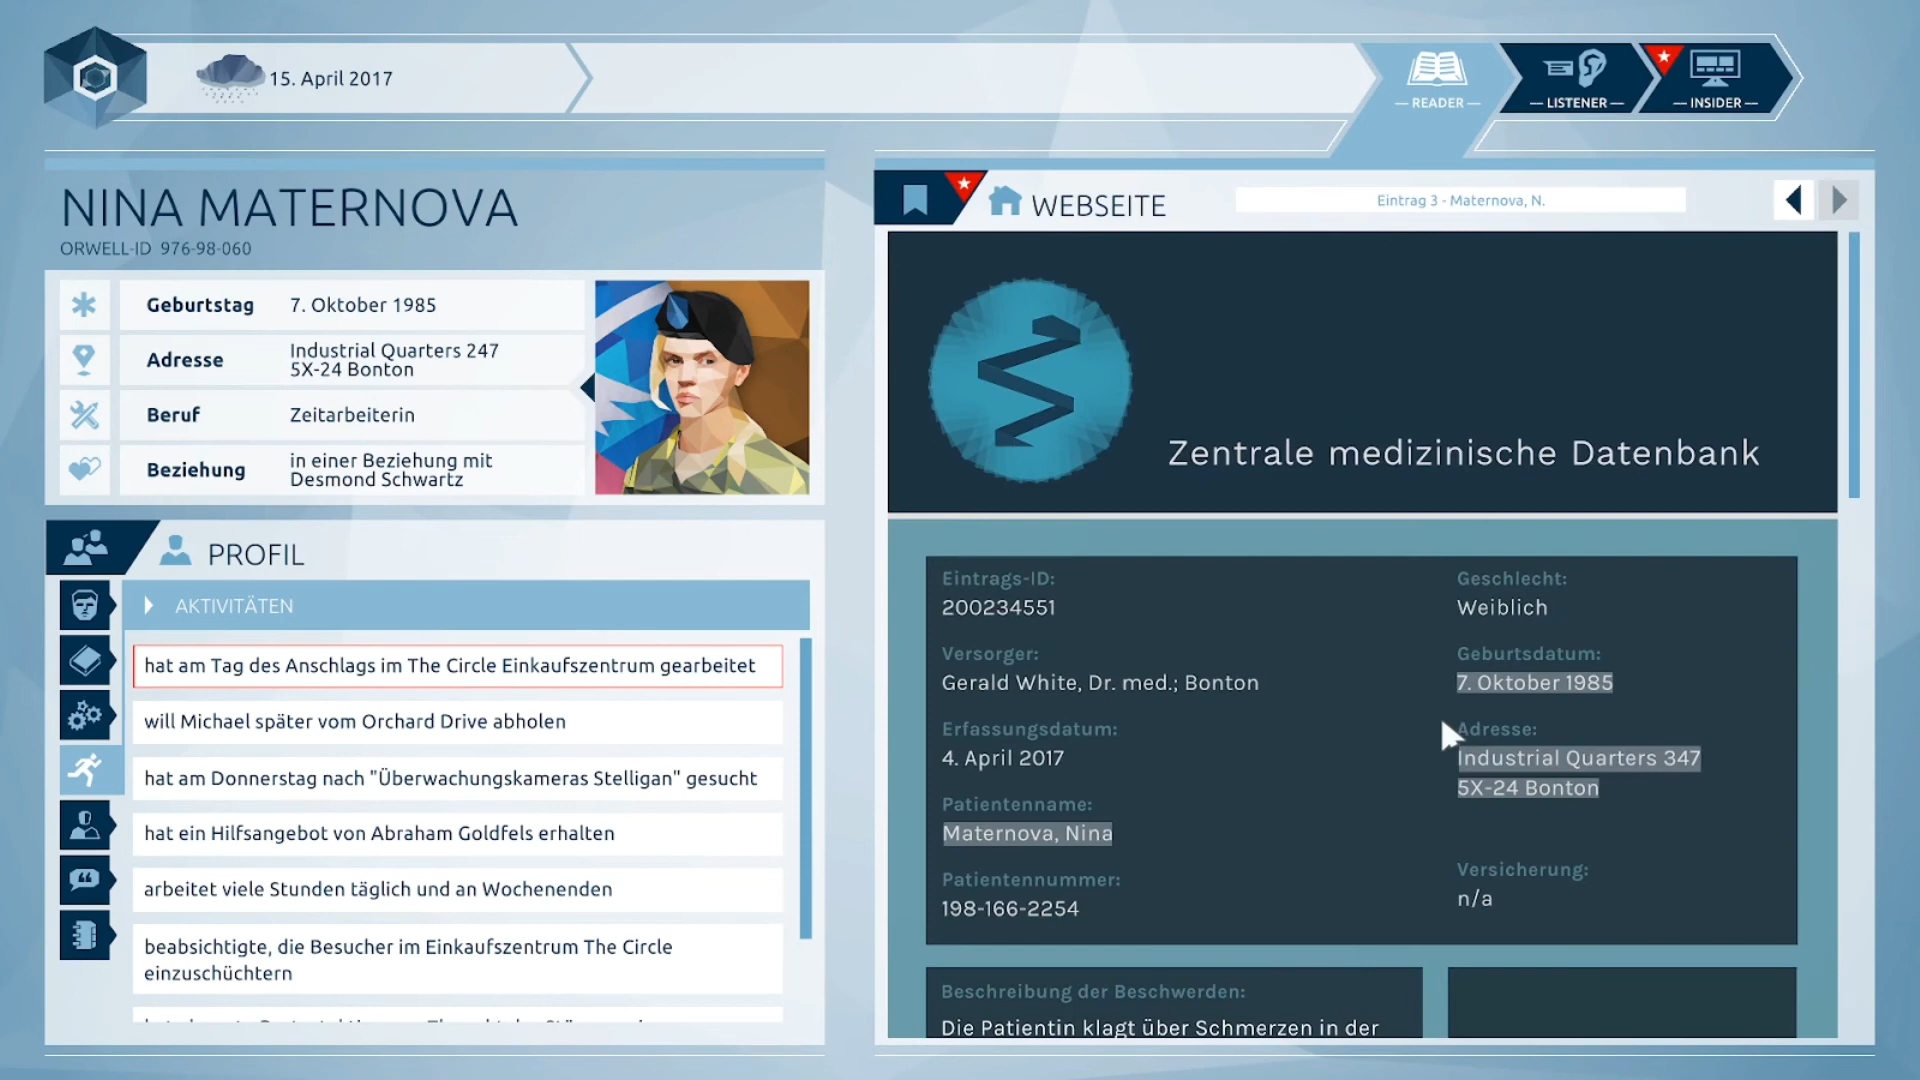 15. April 2017
READER
LISTENER
INSIDER
NINA MATERNOVA
ORWELL-ID 976-98-060
Geburtstag 7. Oktober 1985
Adresse Industrial Quarters 247
5X-24 Bonton
Beruf Zeitarbeiterin
Beziehung in einer Beziehung mit
Desmond Schwartz
PROFIL
AKTIVITÄTEN
hat am Tag des Anschlags im The Circle Einkaufszentrum gearbeitet
will Michael später vom Orchard Drive abholen
hat am Donnerstag nach "Überwachungskameras Stelligan" gesucht
hat ein Hilfsangebot von Abraham Goldfels erhalten
arbeitet viele Stunden täglich und an Wochenenden
beabsichtigte, die Besucher im Einkaufszentrum The Circle
einzuschüchtern
WEBSEITE
Eintrag 3 - Maternova, N.
Zentrale medizinische Datenbank
Eintrags-ID:
200234551
Versorger:
Gerald White, Dr. med.; Bonton
Erfassungsdatum:
4. April 2017
Patientenname:
Maternova, Nina
Patientennummer:
198-166-2254
Geschlecht:
Weiblich
Geburtsdatum:
7. Oktober 1985
Adresse:
Industrial Quarters 347
5X-24 Bonton
Versicherung:
n/a
Beschreibung der Beschwerden:
Die Patientin klagt über Schmerzen in der